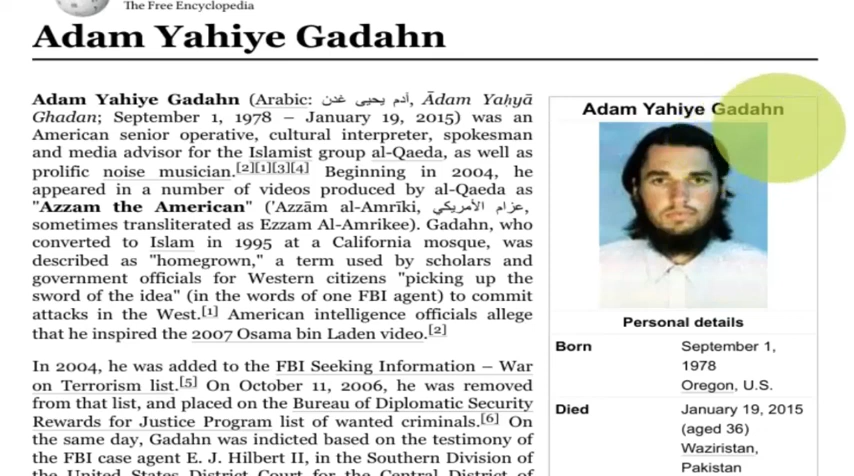 The Free Encyclopedia
Adam Yahiye Gadahn
Adam Yahiye Gadahn (Arabic: آدم يحيى غدن, Ādam Yaḥyā
Ghadan; September 1, 1978 – January 19, 2015) was an
American senior operative, cultural interpreter, spokesman
and media advisor for the Islamist group al-Qaeda, as well as
prolific noise musician.[2][1][3][4] Beginning in 2004, he
appeared in a number of videos produced by al-Qaeda as
"Azzam the American" ('Azzām al-Amrīki, عزام الأمريكي,
sometimes transliterated as Ezzam Al-Amrikee). Gadahn, who
converted to Islam in 1995 at a California mosque, was
described as "homegrown," a term used by scholars and
government officials for Western citizens "picking up the
sword of the idea" (in the words of one FBI agent) to commit
attacks in the West.[1] American intelligence officials allege
that he inspired the 2007 Osama bin Laden video.[2]
In 2004, he was added to the FBI Seeking Information – War
on Terrorism list.[5] On October 11, 2006, he was removed
from that list, and placed on the Bureau of Diplomatic Security
Rewards for Justice Program list of wanted criminals.[6] On
the same day, Gadahn was indicted based on the testimony of
the FBI case agent E. J. Hilbert II, in the Southern Division of
the United States District Court for the Central District of
Adam Yahiye Gadahn
Personal details
Born September 1,
1978
Oregon, U.S.
Died January 19, 2015
(aged 36)
Waziristan,
Pakistan